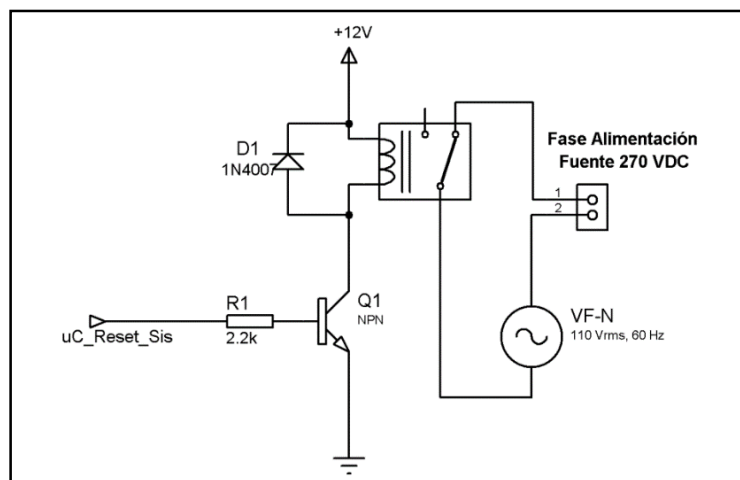 +12V
D1
1N4007
Fase Alimentación
Fuente 270 VDC
1
2
R1
2.2k
uC_Reset_Sis
Q1
NPN
VF-N
110 Vrms, 60 Hz